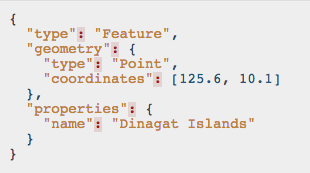 {
  "type": "Feature",
  "geometry": {
    "type": "Point",
    "coordinates": [125.6, 10.1]
  },
  "properties": {
    "name": "Dinagat Islands"
  }
}